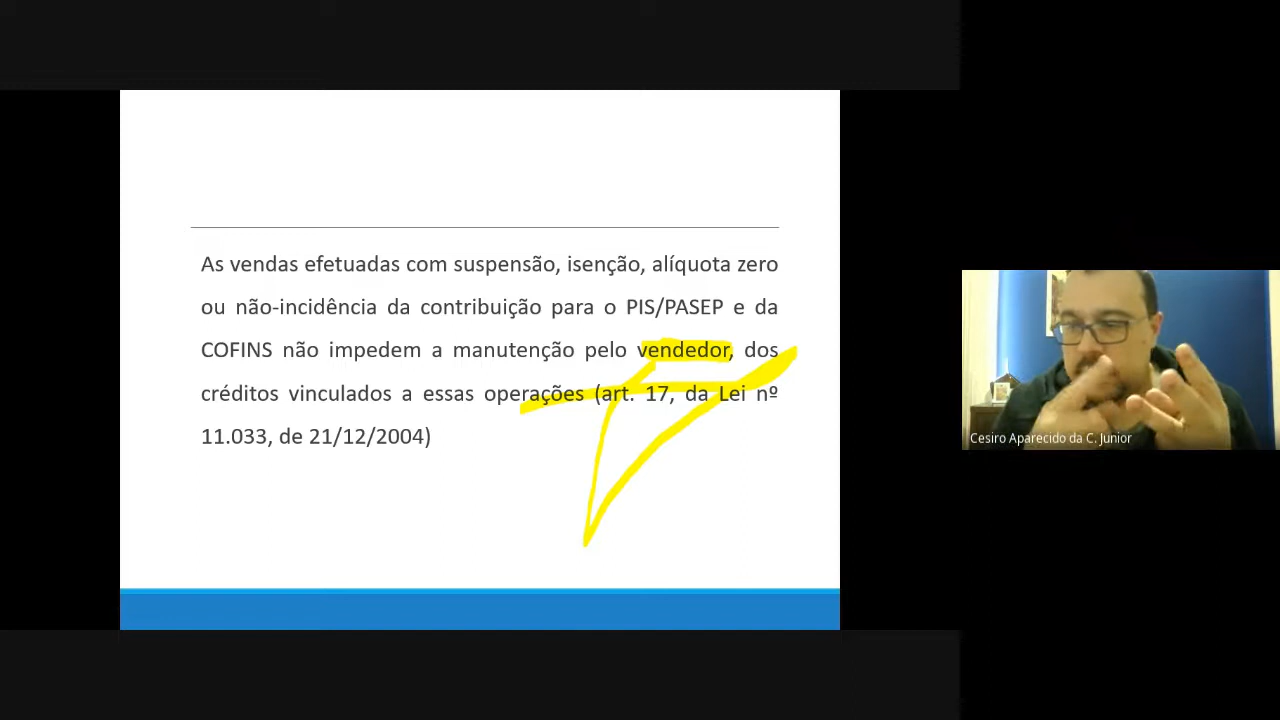 As vendas efetuadas com suspensão, isenção, alíquota zero
ou não-incidência da contribuição para o PIS/PASEP e da
COFINS não impedem a manutenção pelo vendedor, dos
créditos vinculados a essas operações (art. 17, da Lei nº
11.033, de 21/12/2004)
Cesiro Aparecido da C. Junior